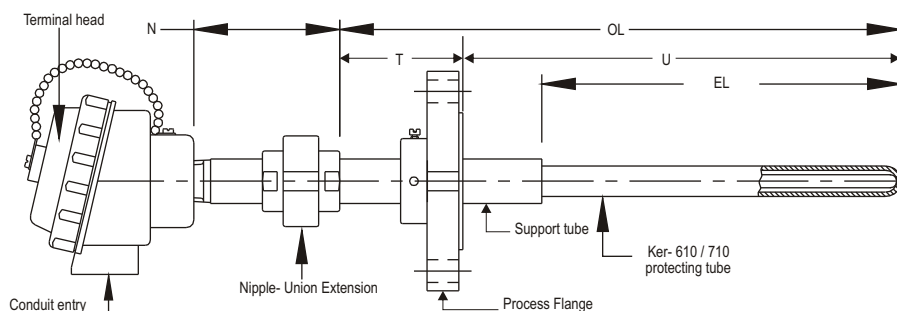 Terminal head
N
OL
T
U
EL
Support tube
Ker- 610 / 710
protecting tube
Nipple- Union Extension
Process Flange
Conduit entry